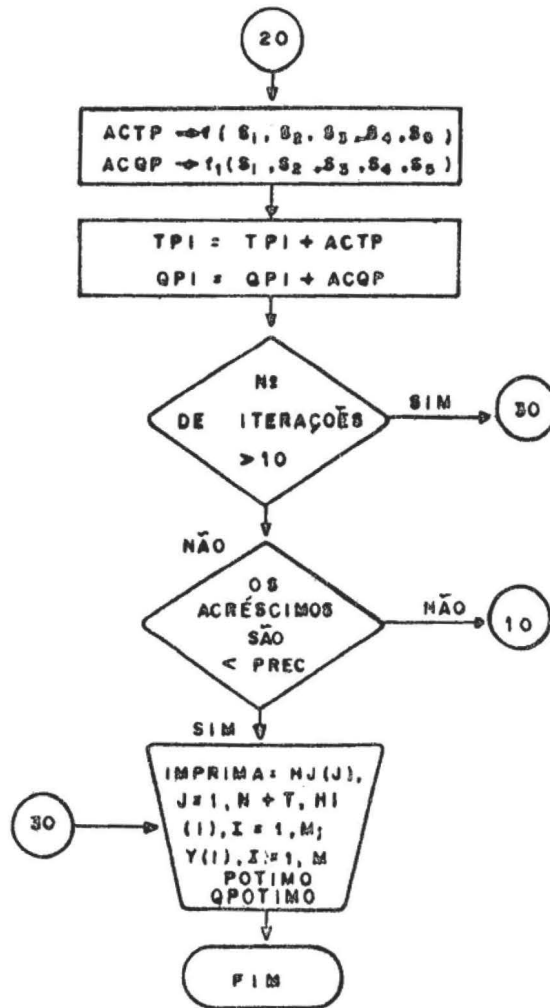 20
ACTP → f ( S1, S2, S3, S4, S5 )
ACQP → f1 (S1, S2, S3, S4, S5)
TPI = TPI + ACTP
QPI = QPI + ACQP
Nº
DE ITERAÇÕES
> 10
SIM
30
NÃO
OS
ACRÉSCIMOS
SÃO
< PREC
NÃO
10
SIM
30
IMPRIMA = HJ(J),
J = 1, N + T, HI
(I), I = 1, M;
Y(I), I = 1, M
POTIMO
QPOTIMO
FIM